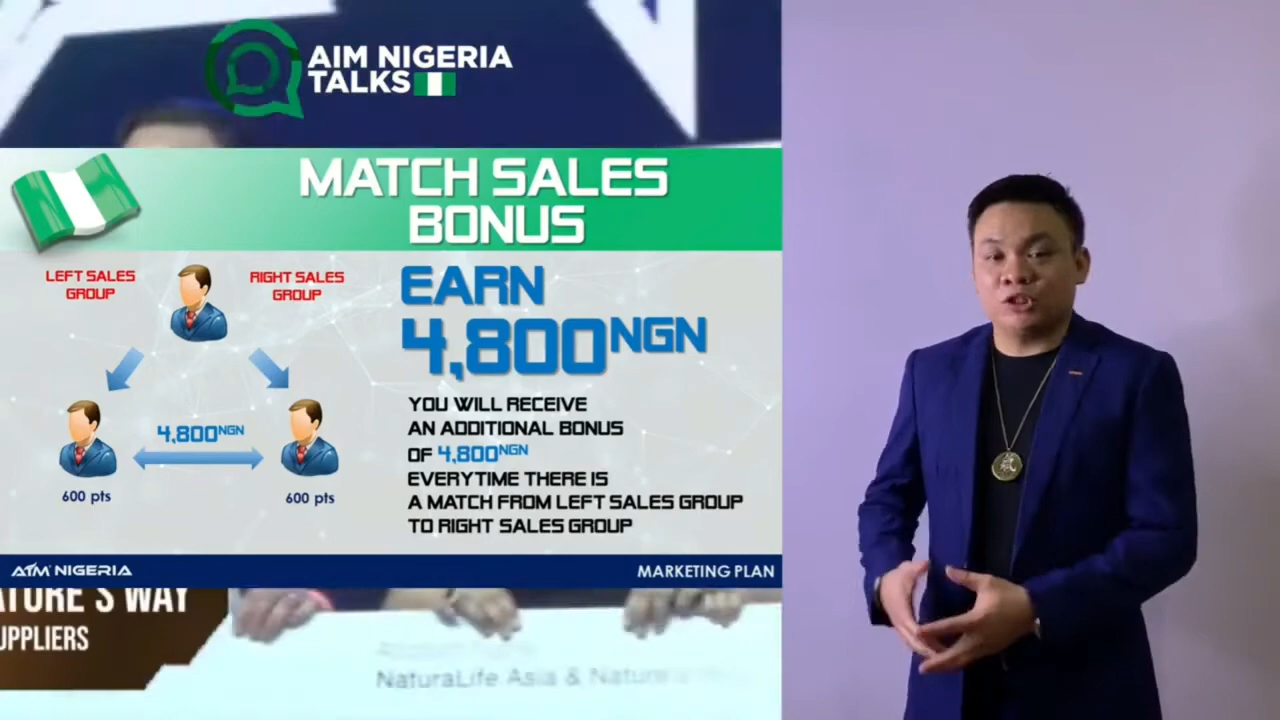 AIM NIGERIA
TALKS
MATCH SALES
BONUS
LEFT SALES
GROUP
RIGHT SALES
GROUP
EARN
4,800NGN
4,800NGN
600 pts
600 pts
YOU WILL RECEIVE
AN ADDITIONAL BONUS
OF 4,800NGN
EVERYTIME THERE IS
A MATCH FROM LEFT SALES GROUP
TO RIGHT SALES GROUP
AIM NIGERIA
MARKETING PLAN
ATURE'S WAY
UPPLIERS
NaturaLife Asia &